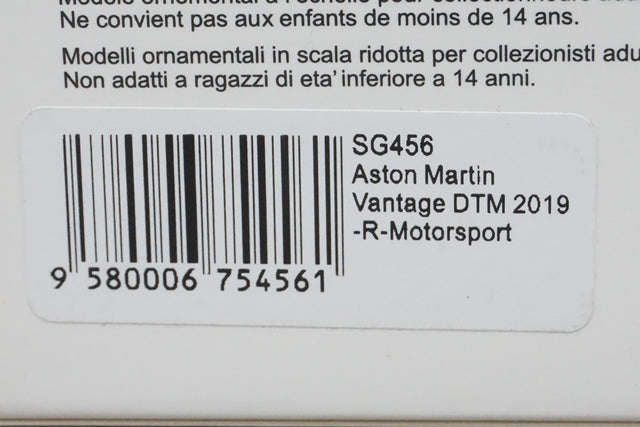 Ne convient pas aux enfants de moins de 14 ans.
Modelli ornamentali in scala ridotta per collezionisti adu
Non adatti a ragazzi di eta' inferiore a 14 anni.
SG456
Aston Martin
Vantage DTM 2019
-R-Motorsport
9 580006 754561